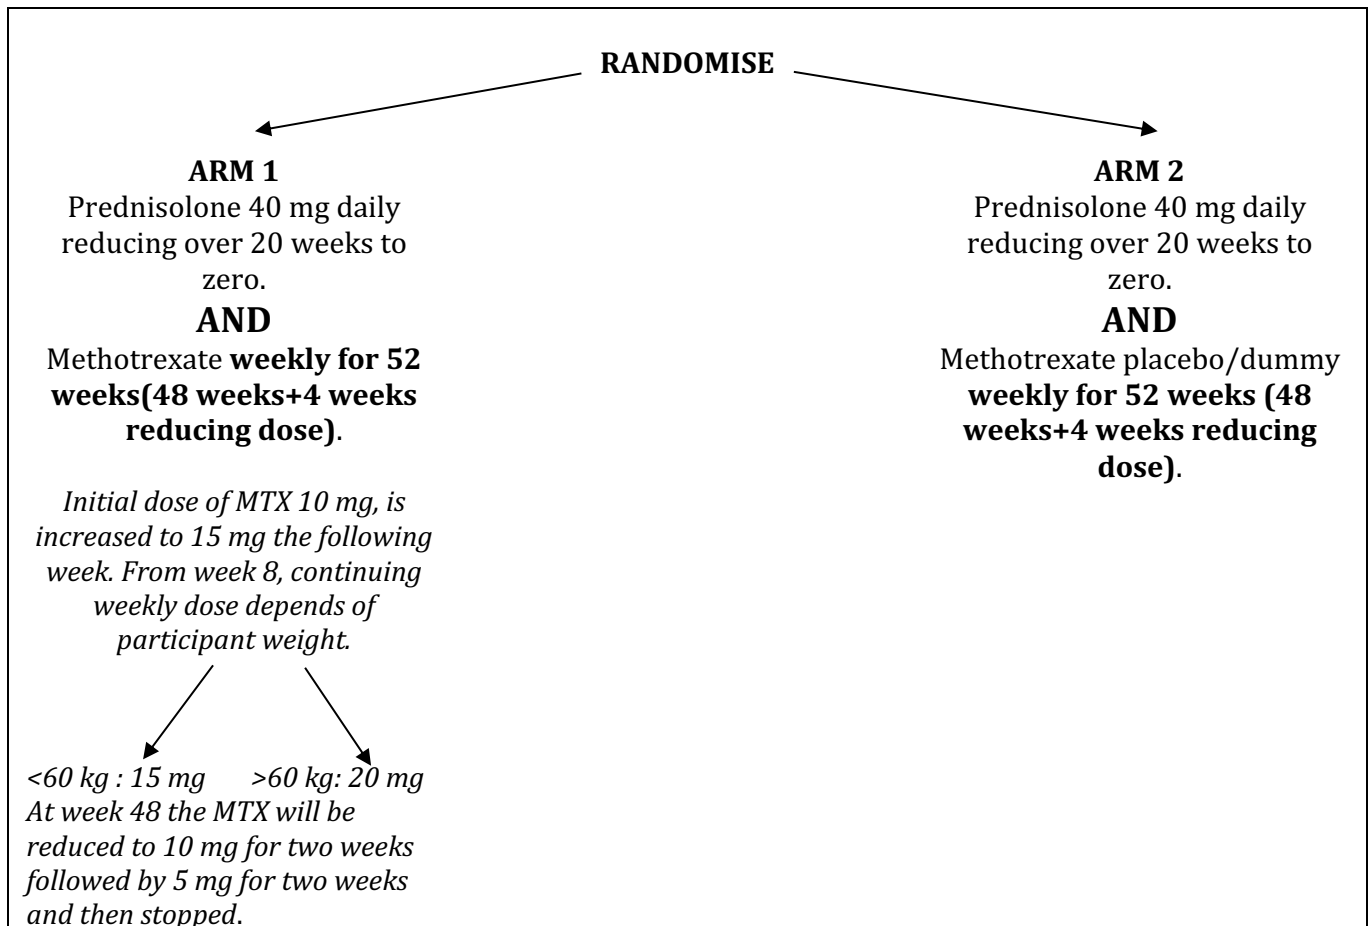 RANDOMISE
ARM 1
Prednisolone 40 mg daily
reducing over 20 weeks to
zero.
AND
Methotrexate weekly for 52
weeks(48 weeks+4 weeks
reducing dose).
Initial dose of MTX 10 mg, is
increased to 15 mg the following
week. From week 8, continuing
weekly dose depends of
participant weight.
<60 kg : 15 mg >60 kg: 20 mg
At week 48 the MTX will be
reduced to 10 mg for two weeks
followed by 5 mg for two weeks
and then stopped.
ARM 2
Prednisolone 40 mg daily
reducing over 20 weeks to
zero.
AND
Methotrexate placebo/dummy
weekly for 52 weeks (48
weeks+4 weeks reducing
dose).